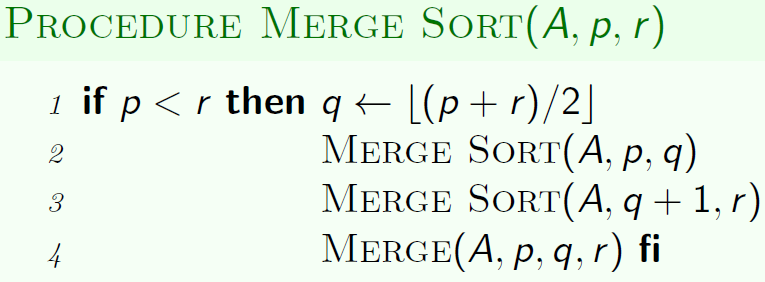 Procedure Merge Sort(A, p, r)
1 if p < r then q ← ⌊(p + r)/2⌋
2 Merge Sort(A, p, q)
3 Merge Sort(A, q + 1, r)
4 Merge(A, p, q, r) fi